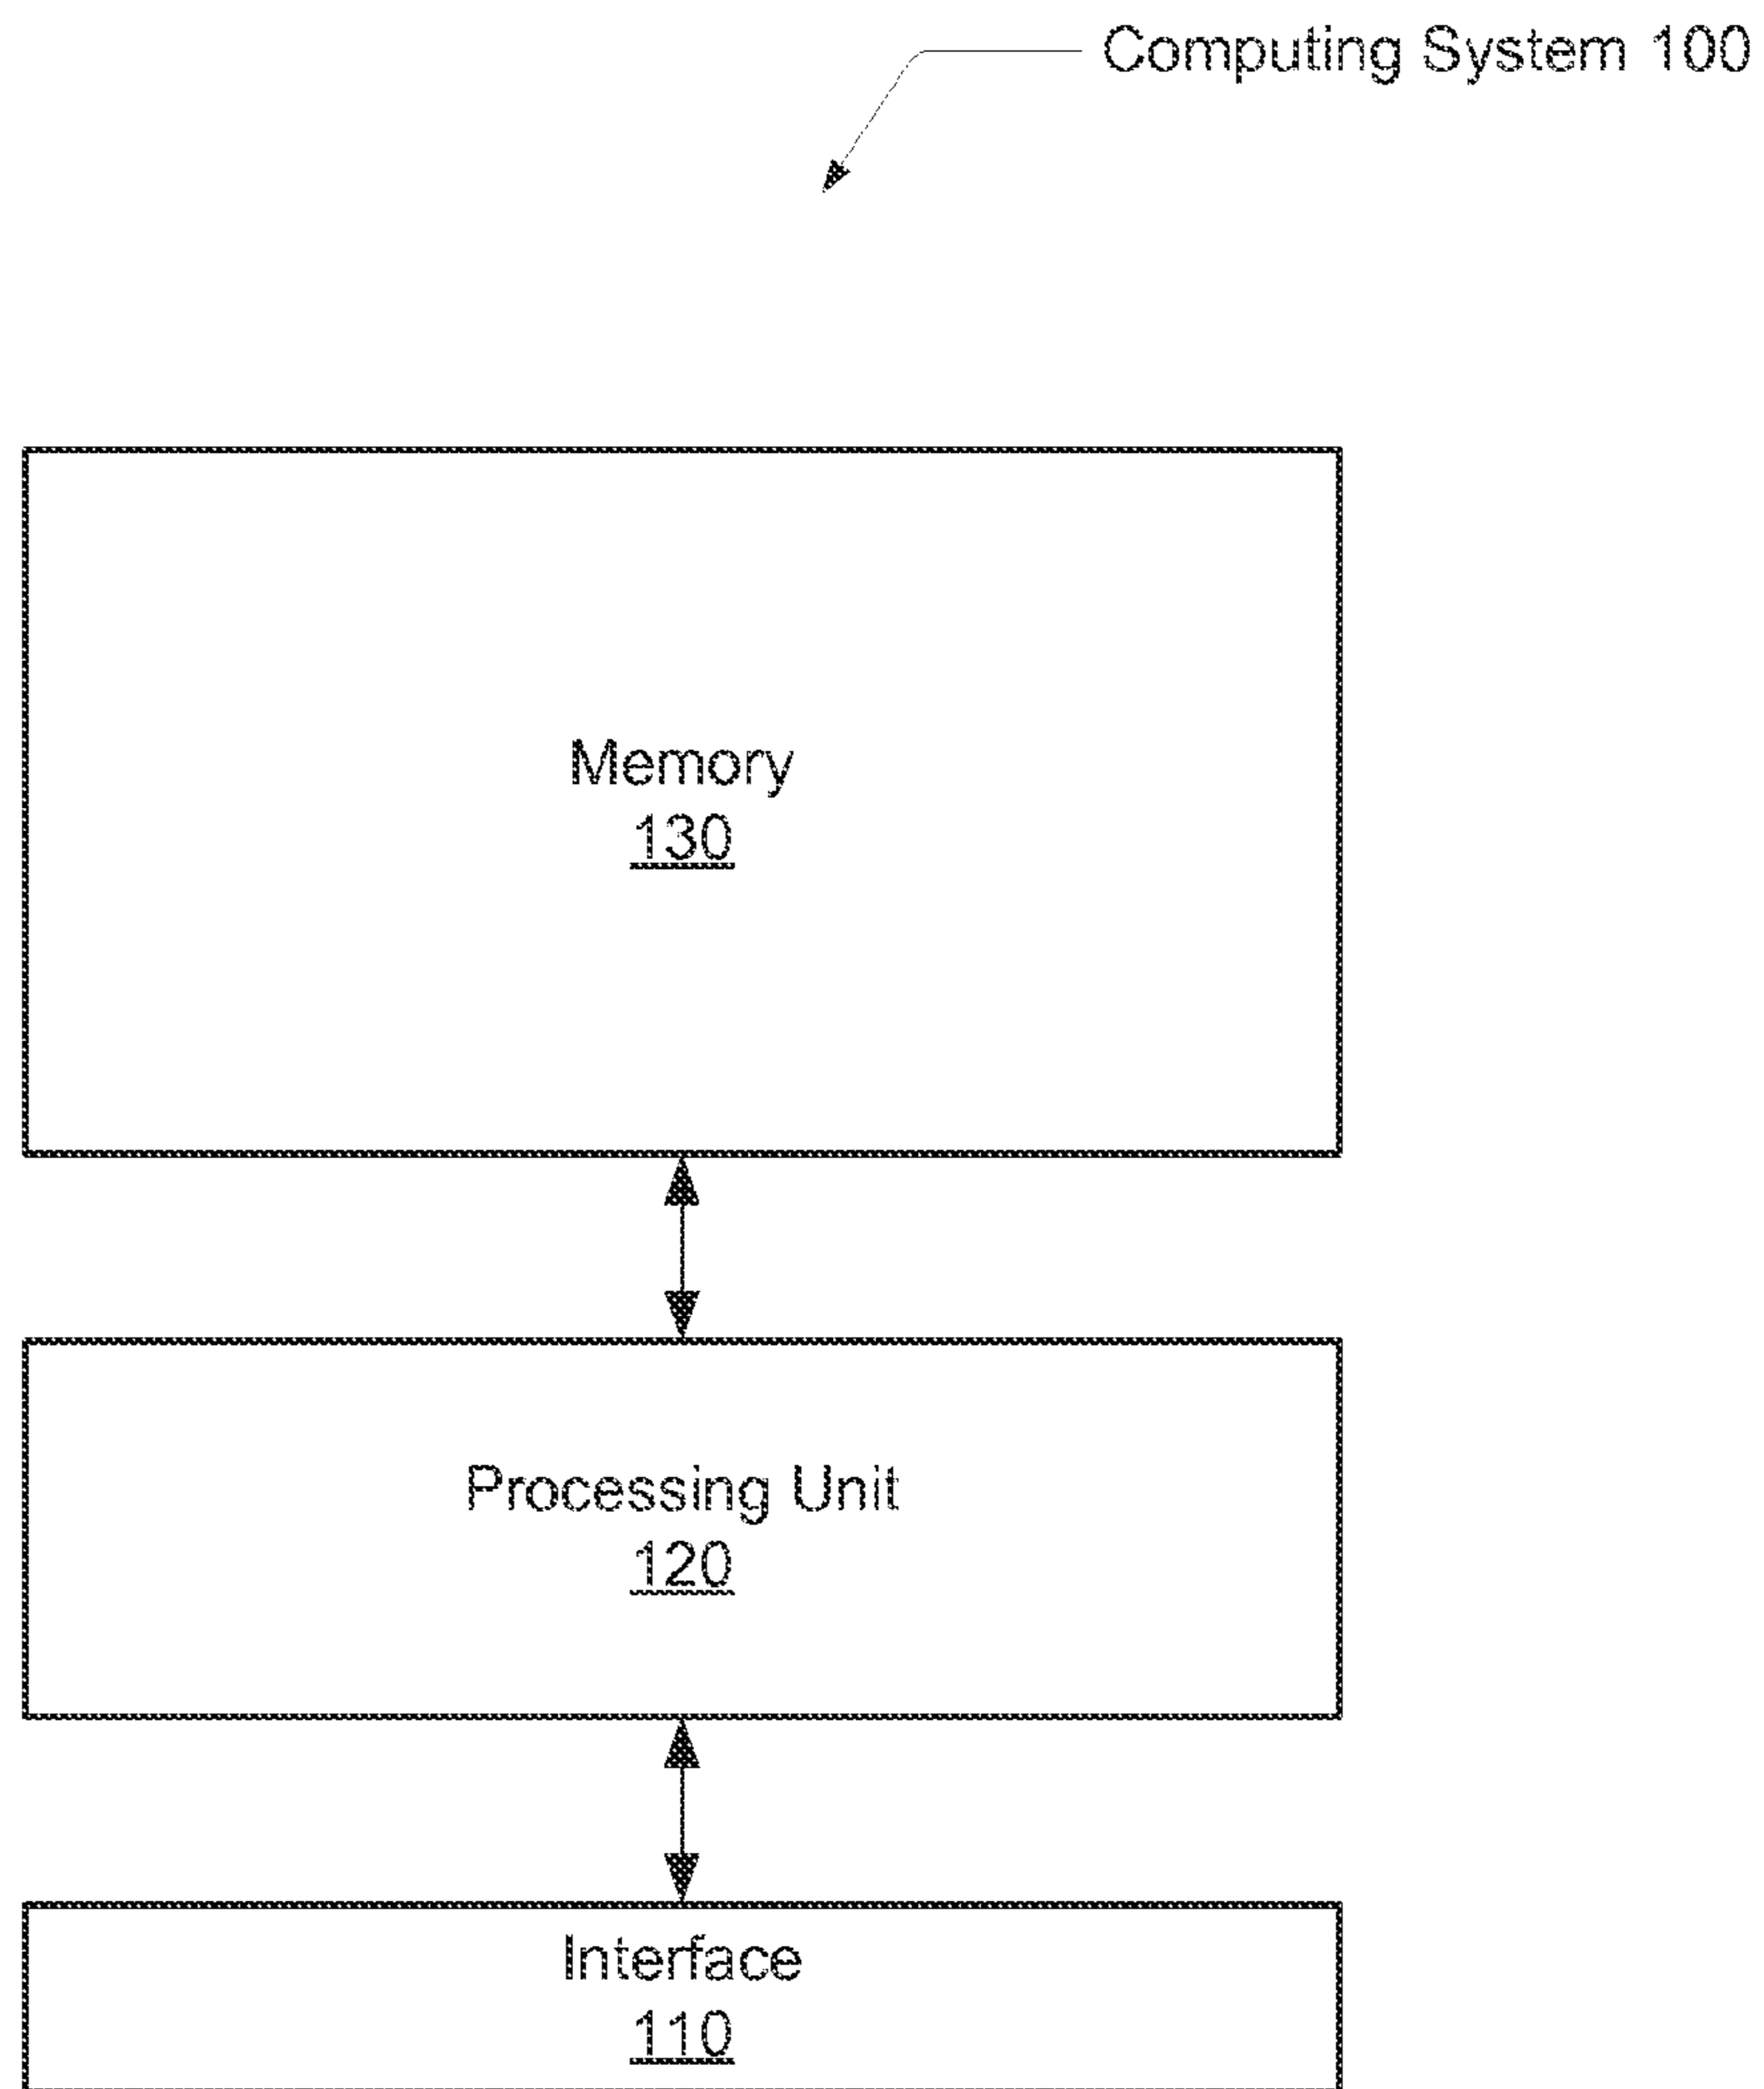 Computing System 100
Memory
130
Processing Unit
120
Interface
110